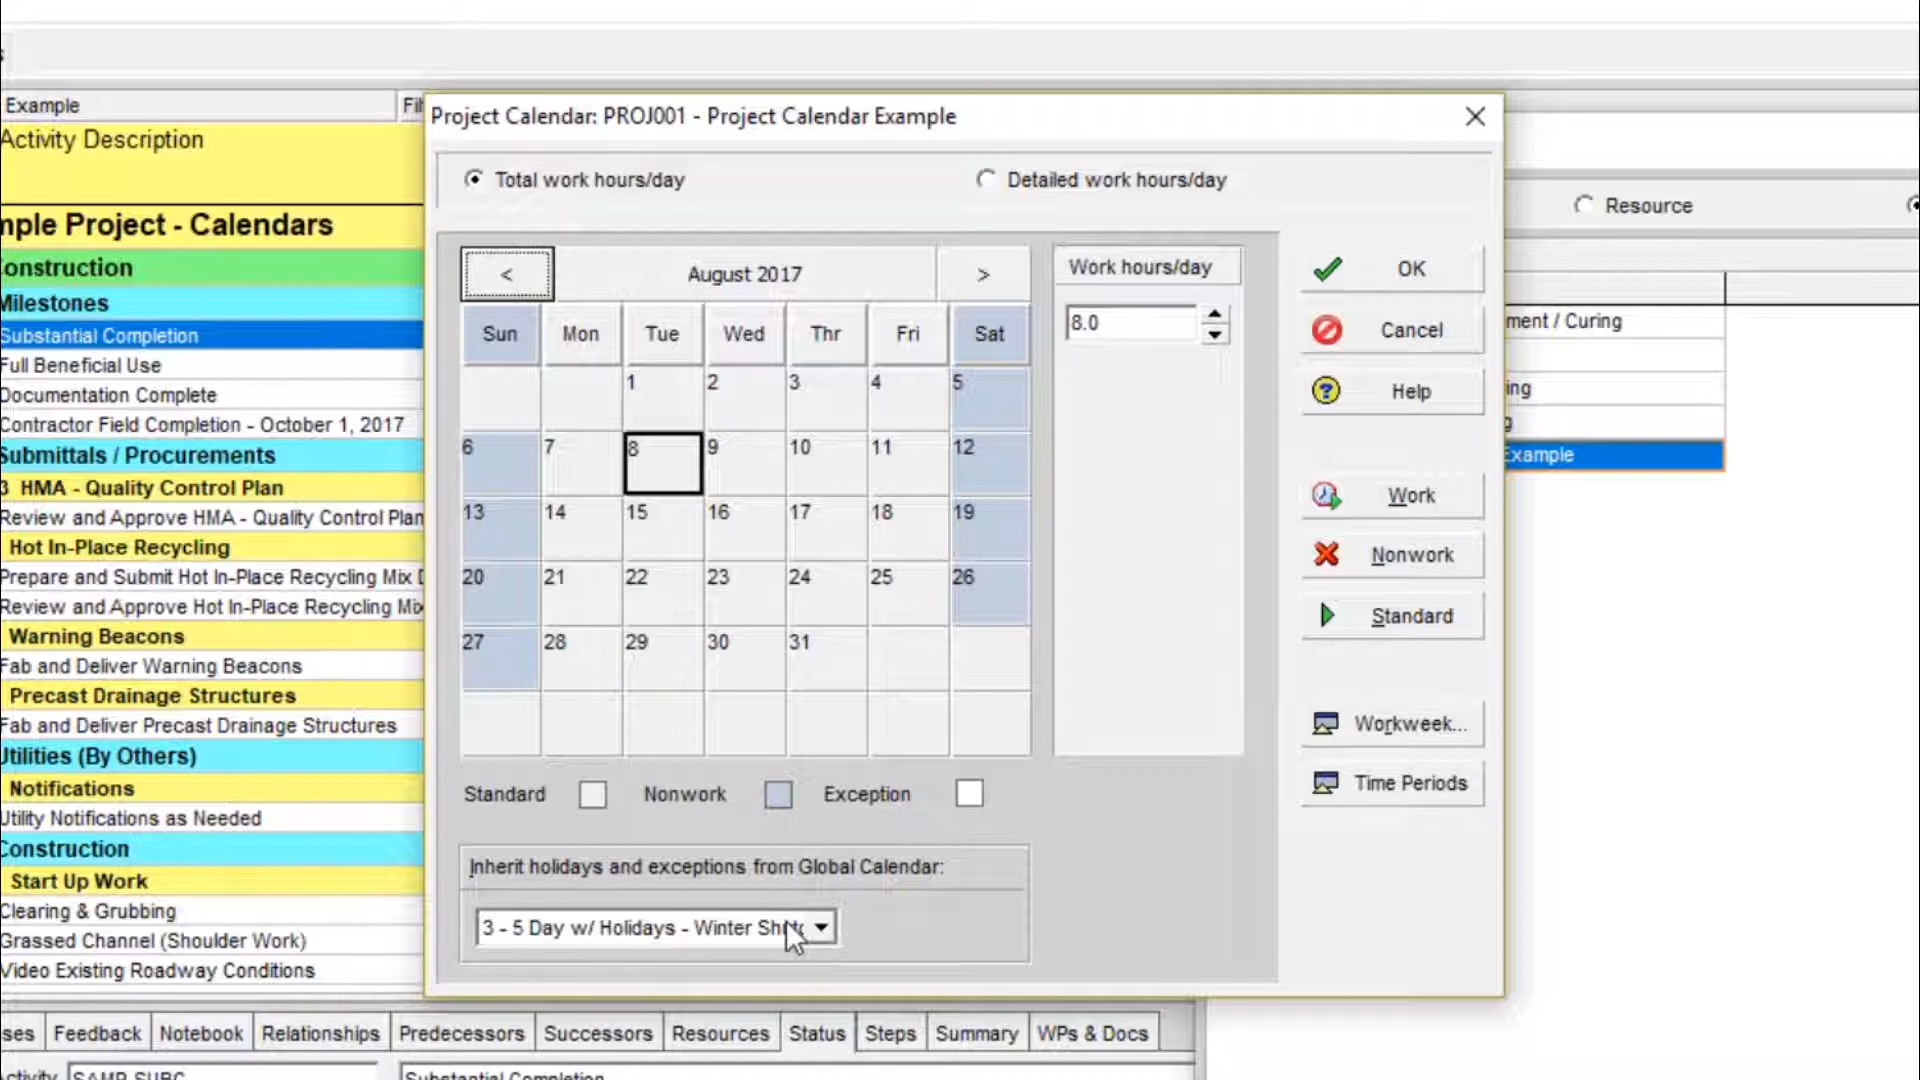 Example
Activity Description
mple Project - Calendars
onstruction
Milestones
Substantial Completion
Full Beneficial Use
Documentation Complete
Contractor Field Completion - October 1, 2017
Submittals / Procurements
3 HMA - Quality Control Plan
Review and Approve HMA - Quality Control Plan
Hot In-Place Recycling
Prepare and Submit Hot In-Place Recycling Mix D
Review and Approve Hot In-Place Recycling Mix
Warning Beacons
Fab and Deliver Warning Beacons
Precast Drainage Structures
Fab and Deliver Precast Drainage Structures
Utilities (By Others)
Notifications
Utility Notifications as Needed
Construction
Start Up Work
Clearing & Grubbing
Grassed Channel (Shoulder Work)
Video Existing Roadway Conditions
Project Calendar: PROJ001 - Project Calendar Example
Total work hours/day Detailed work hours/day
< August 2017 >
Sun Mon Tue Wed Thr Fri Sat
1 2 3 4 5
6 7 8 9 10 11 12
13 14 15 16 17 18 19
20 21 22 23 24 25 26
27 28 29 30 31
Standard Nonwork Exception
Inherit holidays and exceptions from Global Calendar:
3 - 5 Day w/ Holidays - Winter
Work hours/day
8.0
OK
Cancel
Help
Work
Nonwork
Standard
Workweek...
Time Periods
Resource
ment / Curing
ing
g
Example
ses Feedback Notebook Relationships Predecessors Successors Resources Status Steps Summary WPs & Docs
ctivity SAMP.SUBC Substantial Completion